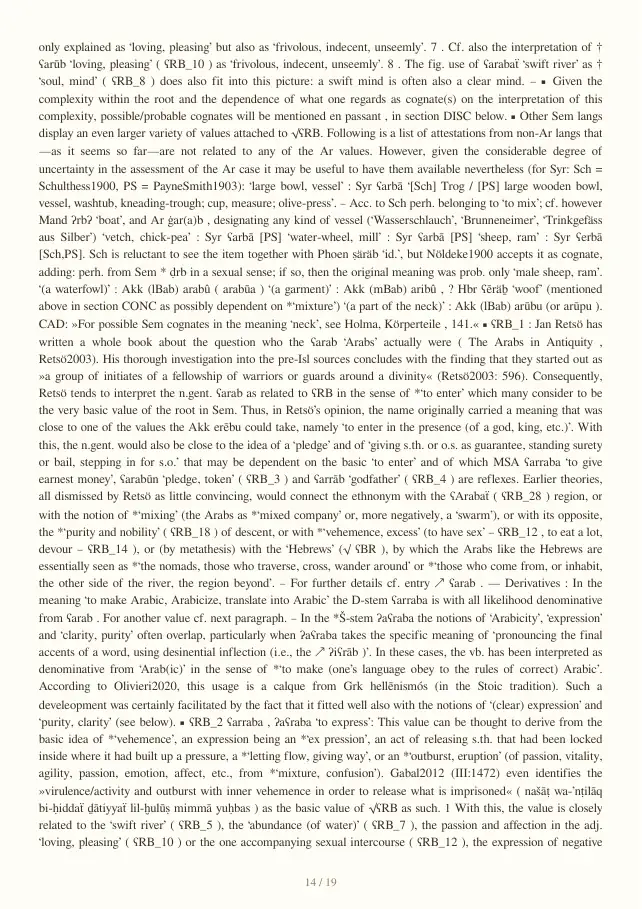 only explained as ‘loving, pleasing’ but also as ‘frivolous, indecent, unseemly’. 7 . Cf. also the interpretation of †
ʕarūb ‘loving, pleasing’ ( ʕRB_10 ) as ‘frivolous, indecent, unseemly’. 8 . The fig. use of ʕarabaẗ ‘swift river’ as †
‘soul, mind’ ( ʕRB_8 ) does also fit into this picture: a swift mind is often also a clear mind. – ▪ Given the
complexity within the root and the dependence of what one regards as cognate(s) on the interpretation of this
complexity, possible/probable cognates will be mentioned en passant , in section DISC below. ▪ Other Sem langs
display an even larger variety of values attached to √ʕRB. Following is a list of attestations from non-Ar langs that
—as it seems so far—are not related to any of the Ar values. However, given the considerable degree of
uncertainty in the assessment of the Ar case it may be useful to have them available nevertheless (for Syr: Sch =
Schulthess1900, PS = PayneSmith1903): ‘large bowl, vessel’ : Syr ʕarbā ‘[Sch] Trog / [PS] large wooden bowl,
vessel, washtub, kneading-trough; cup, measure; olive-press’. – Acc. to Sch perh. belonging to ‘to mix’; cf. however
Mand ʔrbʔ ‘boat’, and Ar ġar(a)b , designating any kind of vessel (‘Wasserschlauch’, ‘Brunneneimer’, ‘Trinkgefäss
aus Silber’) ‘vetch, chick-pea’ : Syr ʕarbā [PS] ‘water-wheel, mill’ : Syr ʕarbā [PS] ‘sheep, ram’ : Syr ʕerbā
[Sch,PS]. Sch is reluctant to see the item together with Phoen ṣārāb ‘id.’, but Nöldeke1900 accepts it as cognate,
adding: perh. from Sem * ḍrb in a sexual sense; if so, then the original meaning was prob. only ‘male sheep, ram’.
‘(a waterfowl)’ : Akk (lBab) arabû ( arabūa ) ‘(a garment)’ : Akk (mBab) aribû , ? Hbr ʕērāḇ ‘woof’ (mentioned
above in section CONC as possibly dependent on *‘mixture’) ‘(a part of the neck)’ : Akk (lBab) arūbu (or arūpu ).
CAD: »For possible Sem cognates in the meaning ‘neck’, see Holma, Körperteile , 141.« ▪ ʕRB_1 : Jan Retsö has
written a whole book about the question who the ʕarab ‘Arabs’ actually were ( The Arabs in Antiquity ,
Retsö2003). His thorough investigation into the pre-Isl sources concludes with the finding that they started out as
»a group of initiates of a fellowship of warriors or guards around a divinity« (Retsö2003: 596). Consequently,
Retsö tends to interpret the n.gent. ʕarab as related to ʕRB in the sense of *‘to enter’ which many consider to be
the very basic value of the root in Sem. Thus, in Retsö’s opinion, the name originally carried a meaning that was
close to one of the values the Akk erēbu could take, namely ‘to enter in the presence (of a god, king, etc.)’. With
this, the n.gent. would also be close to the idea of a ‘pledge’ and of ‘giving s.th. or o.s. as guarantee, standing surety
or bail, stepping in for s.o.’ that may be dependent on the basic ‘to enter’ and of which MSA ʕarraba ‘to give
earnest money’, ʕarabūn ‘pledge, token’ ( ʕRB_3 ) and ʕarrāb ‘godfather’ ( ʕRB_4 ) are reflexes. Earlier theories,
all dismissed by Retsö as little convincing, would connect the ethnonym with the ʕArabaẗ ( ʕRB_28 ) region, or
with the notion of *‘mixing’ (the Arabs as *‘mixed company’ or, more negatively, a ‘swarm’), or with its opposite,
the *‘purity and nobility’ ( ʕRB_18 ) of descent, or with *‘vehemence, excess’ (to have sex’ – ʕRB_12 , to eat a lot,
devour – ʕRB_14 ), or (by metathesis) with the ‘Hebrews’ (√ ʕBR ), by which the Arabs like the Hebrews are
essentially seen as *‘the nomads, those who traverse, cross, wander around’ or *‘those who come from, or inhabit,
the other side of the river, the region beyond’. – For further details cf. entry ↗ ʕarab . — Derivatives : In the
meaning ‘to make Arabic, Arabicize, translate into Arabic’ the D-stem ʕarraba is with all likelihood denominative
from ʕarab . For another value cf. next paragraph. – In the *Š-stem ʔaʕraba the notions of ‘Arabicity’, ‘expression’
and ‘clarity, purity’ often overlap, particularly when ʔaʕraba takes the specific meaning of ‘pronouncing the final
accents of a word, using desinential inflection (i.e., the ↗ ʔiʕrāb )’. In these cases, the vb. has been interpreted as
denominative from ‘Arab(ic)’ in the sense of *‘to make (one’s language obey to the rules of correct) Arabic’.
According to Olivieri2020, this usage is a calque from Grk hellēnismós (in the Stoic tradition). Such a
develeopment was certainly facilitated by the fact that it fitted well also with the notions of ‘(clear) expression’ and
‘purity, clarity’ (see below). ▪ ʕRB_2 ʕarraba , ʔaʕraba ‘to express’: This value can be thought to derive from the
basic idea of *‘vehemence’, an expression being an *‘ex pression’, an act of releasing s.th. that had been locked
inside where it had built up a pressure, a *‘letting flow, giving way’, or an *‘outburst, eruption’ (of passion, vitality,
agility, passion, emotion, affect, etc., from *‘mixture, confusion’). Gabal2012 (III:1472) even identifies the
»virulence/activity and outburst with inner vehemence in order to release what is imprisoned« ( našāṭ wa-’nṭilāq
bi-ḥiddaẗ ḏātiyyaẗ lil-ḫulūṣ mimmā yuḥbas ) as the basic value of √ʕRB as such. 1 With this, the value is closely
related to the ‘swift river’ ( ʕRB_5 ), the ‘abundance (of water)’ ( ʕRB_7 ), the passion and affection in the adj.
‘loving, pleasing’ ( ʕRB_10 ) or the one accompanying sexual intercourse ( ʕRB_12 ), the expression of negative
14 / 19